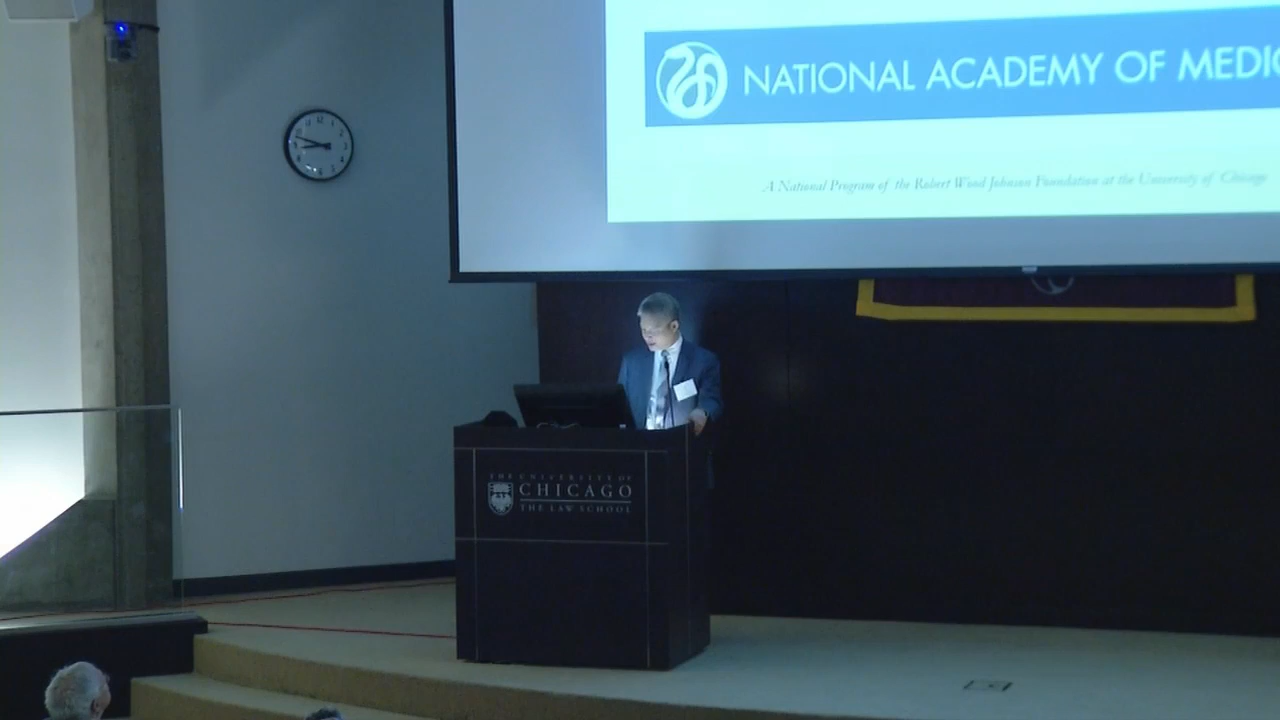 NATIONAL ACADEMY OF MEDIC
A National Program of the Robert Wood Johnson Foundation at the University of Chicago
THE UNIVERSITY OF
CHICAGO
THE LAW SCHOOL